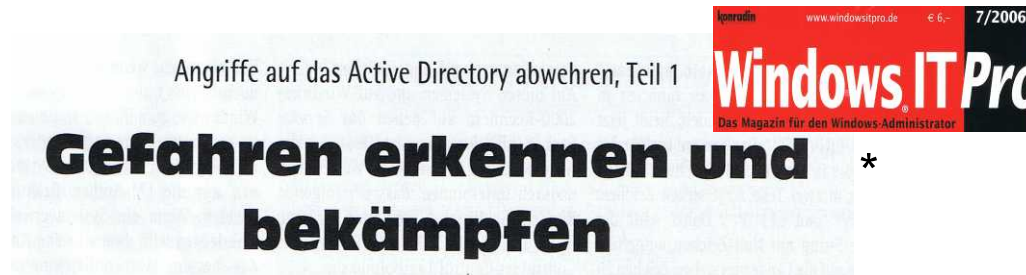 konradin www.windowsitpro.de € 6,– 7/2006
Windows IT Pro
Das Magazin für den Windows-Administrator
Angriffe auf das Active Directory abwehren, Teil 1
Gefahren erkennen und *
bekämpfen